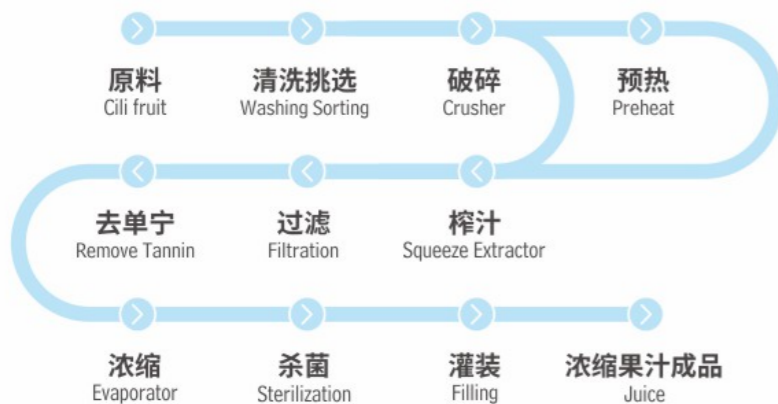 原料
Cili fruit
清洗挑选
Washing Sorting
破碎
Crusher
预热
Preheat
去单宁
Remove Tannin
过滤
Filtration
榨汁
Squeeze Extractor
浓缩
Evaporator
杀菌
Sterilization
灌装
Filling
浓缩果汁成品
Juice